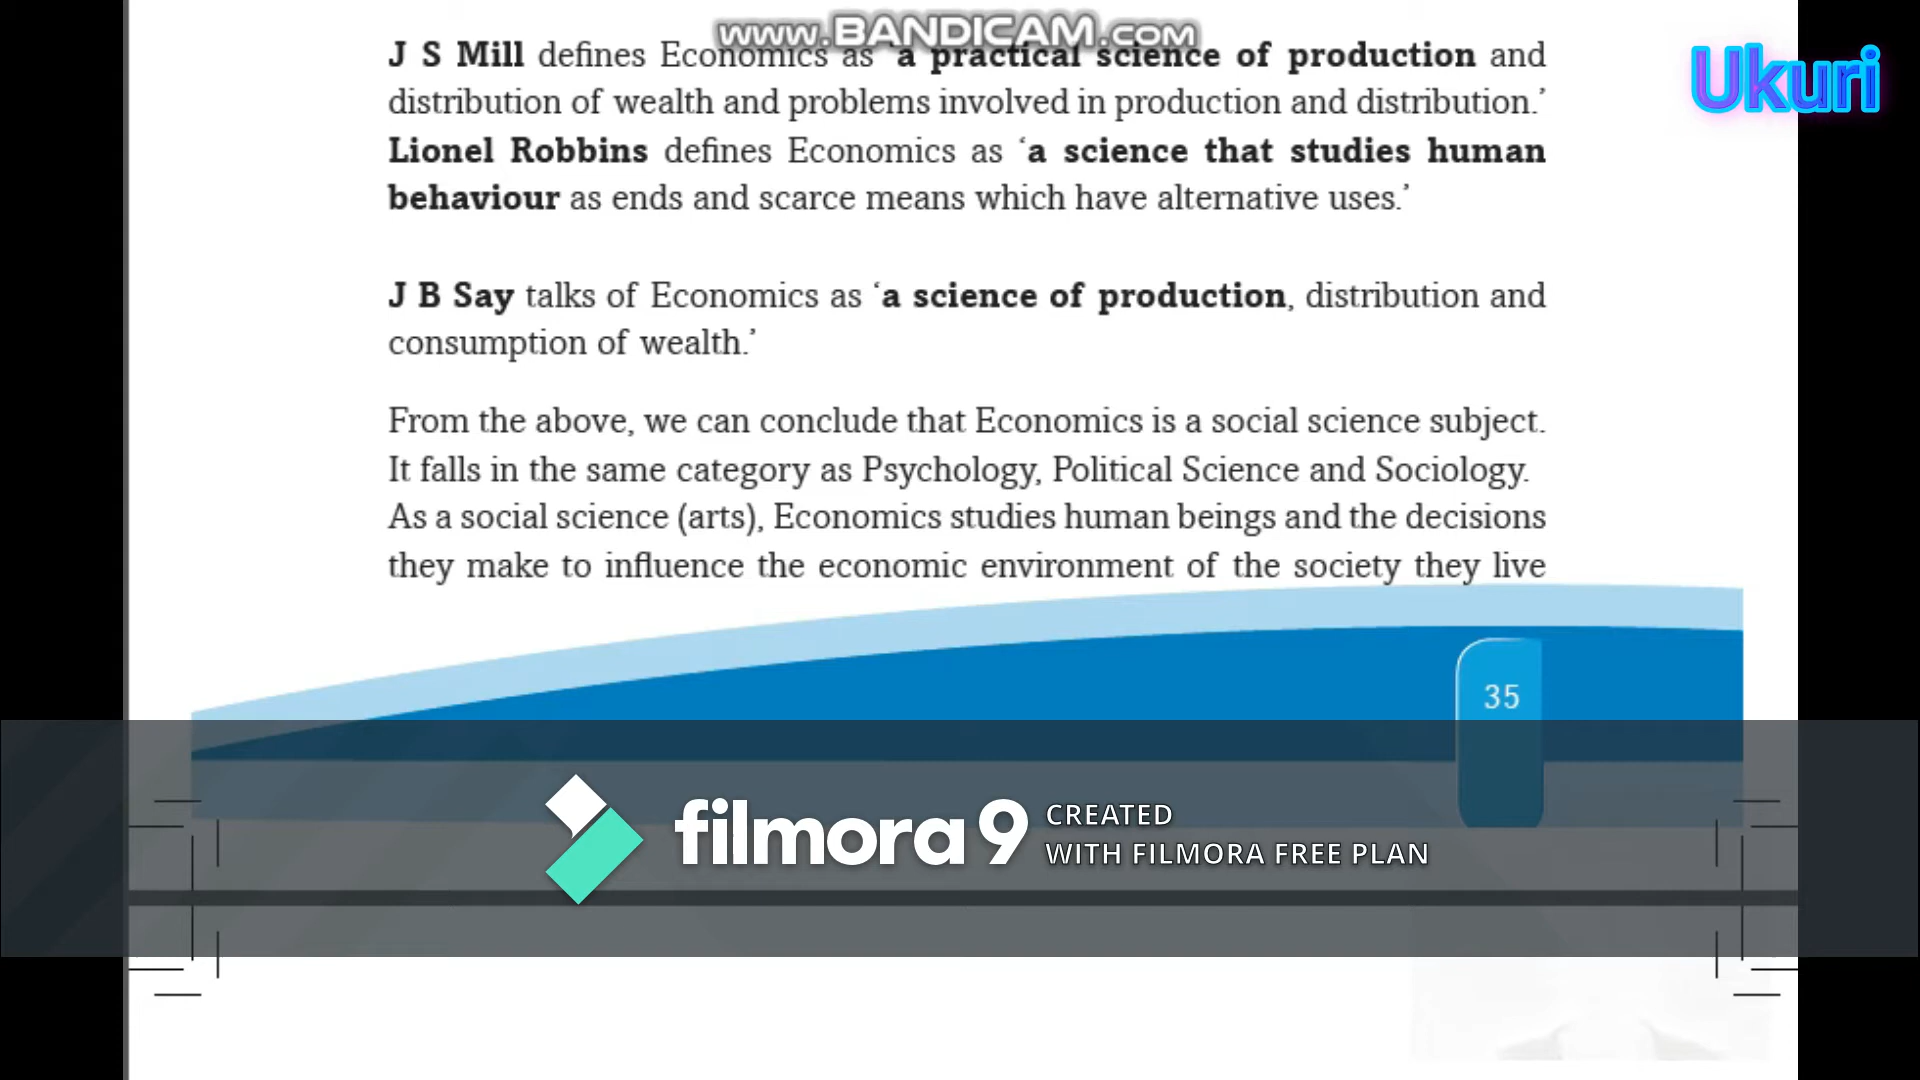 www.BANDICAM.com
Ukuri
J S Mill defines Economics as ‘a practical science of production and
distribution of wealth and problems involved in production and distribution.’
Lionel Robbins defines Economics as ‘a science that studies human
behaviour as ends and scarce means which have alternative uses.’
J B Say talks of Economics as ‘a science of production, distribution and
consumption of wealth.’
From the above, we can conclude that Economics is a social science subject.
It falls in the same category as Psychology, Political Science and Sociology.
As a social science (arts), Economics studies human beings and the decisions
they make to influence the economic environment of the society they live
35
filmora9
CREATED
WITH FILMORA FREE PLAN